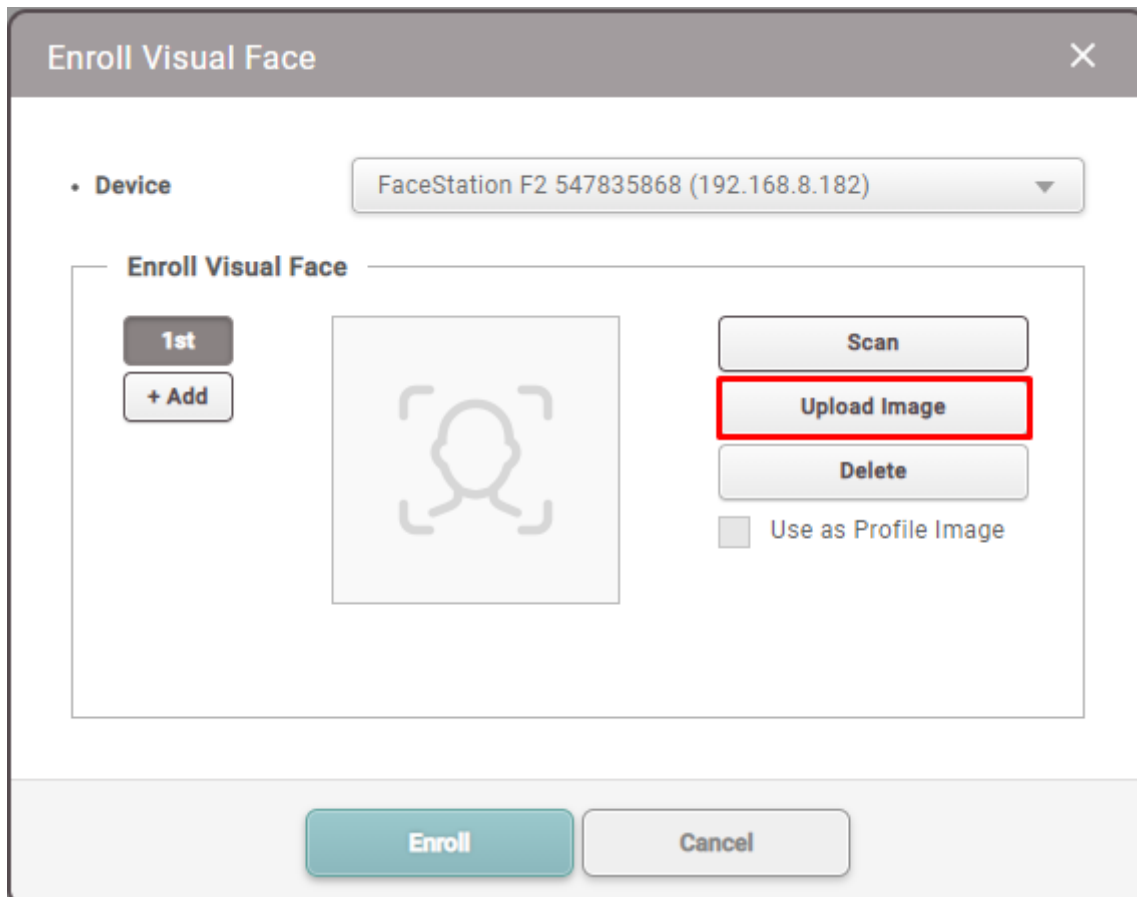 Enroll Visual Face
• Device
FaceStation F2 547835868 (192.168.8.182)
Enroll Visual Face
1st
+ Add
Scan
Upload Image
Delete
Use as Profile Image
Enroll
Cancel